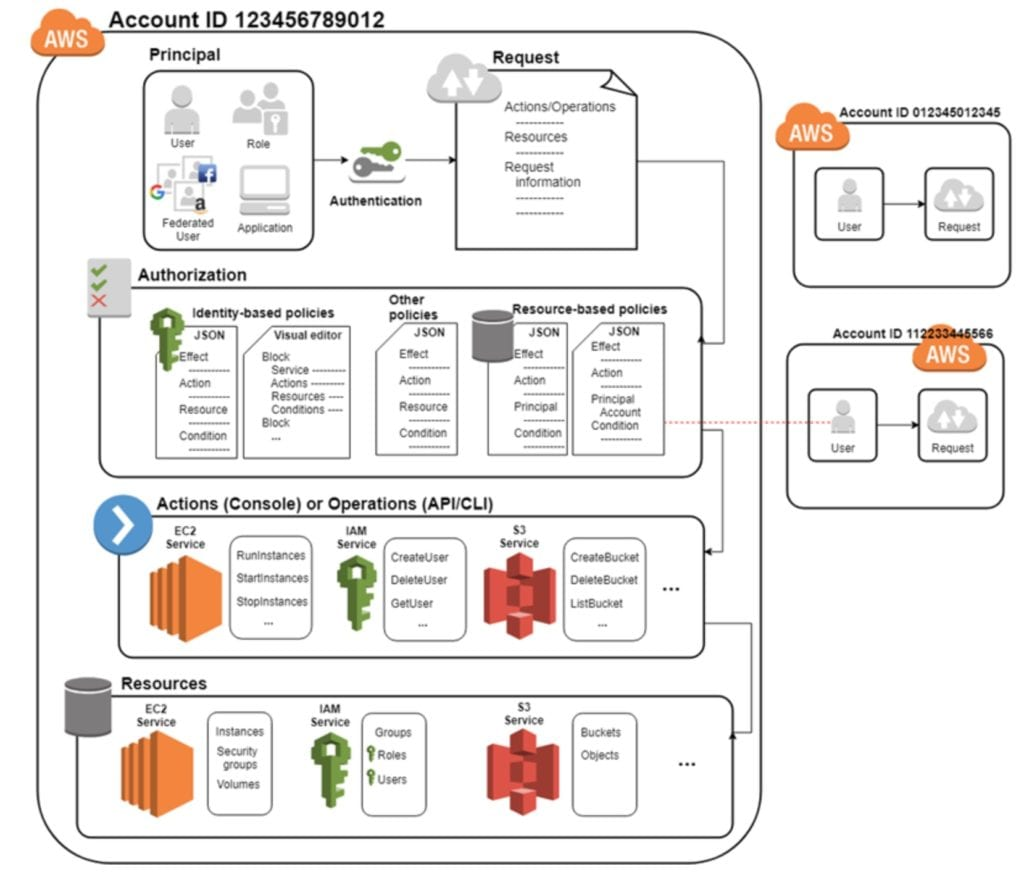 AWS
Account ID 123456789012
Principal
User
Role
G
f
a
Federated
User
Application
Authentication
Request
Actions/Operations
-----------
Resources
-----------
Request
information
-----------
-----------
Account ID 012345012345
AWS
User
Request
Authorization
Identity-based policies
JSON
Effect
-----------
Action
-----------
Resource
-----------
Condition
-----------
Visual editor
Block
Service --------
Actions --------
Resources ----
Conditions ----
Block
...
Other
policies
JSON
Effect
-----------
Action
-----------
Resource
-----------
Condition
-----------
Resource-based policies
JSON
Effect
-----------
Action
-----------
Principal
-----------
Condition
-----------
JSON
Effect
-----------
Action
-----------
Principal
Account
Condition
-----------
Account ID 112233445566
AWS
User
Request
Actions (Console) or Operations (API/CLI)
EC2
Service
RunInstances
StartInstances
StopInstances
...
IAM
Service
CreateUser
DeleteUser
GetUser
...
S3
Service
CreateBucket
DeleteBucket
ListBucket
...
...
Resources
EC2
Service
Instances
Security
groups
Volumes
IAM
Service
Groups
Roles
Users
S3
Service
Buckets
Objects
...